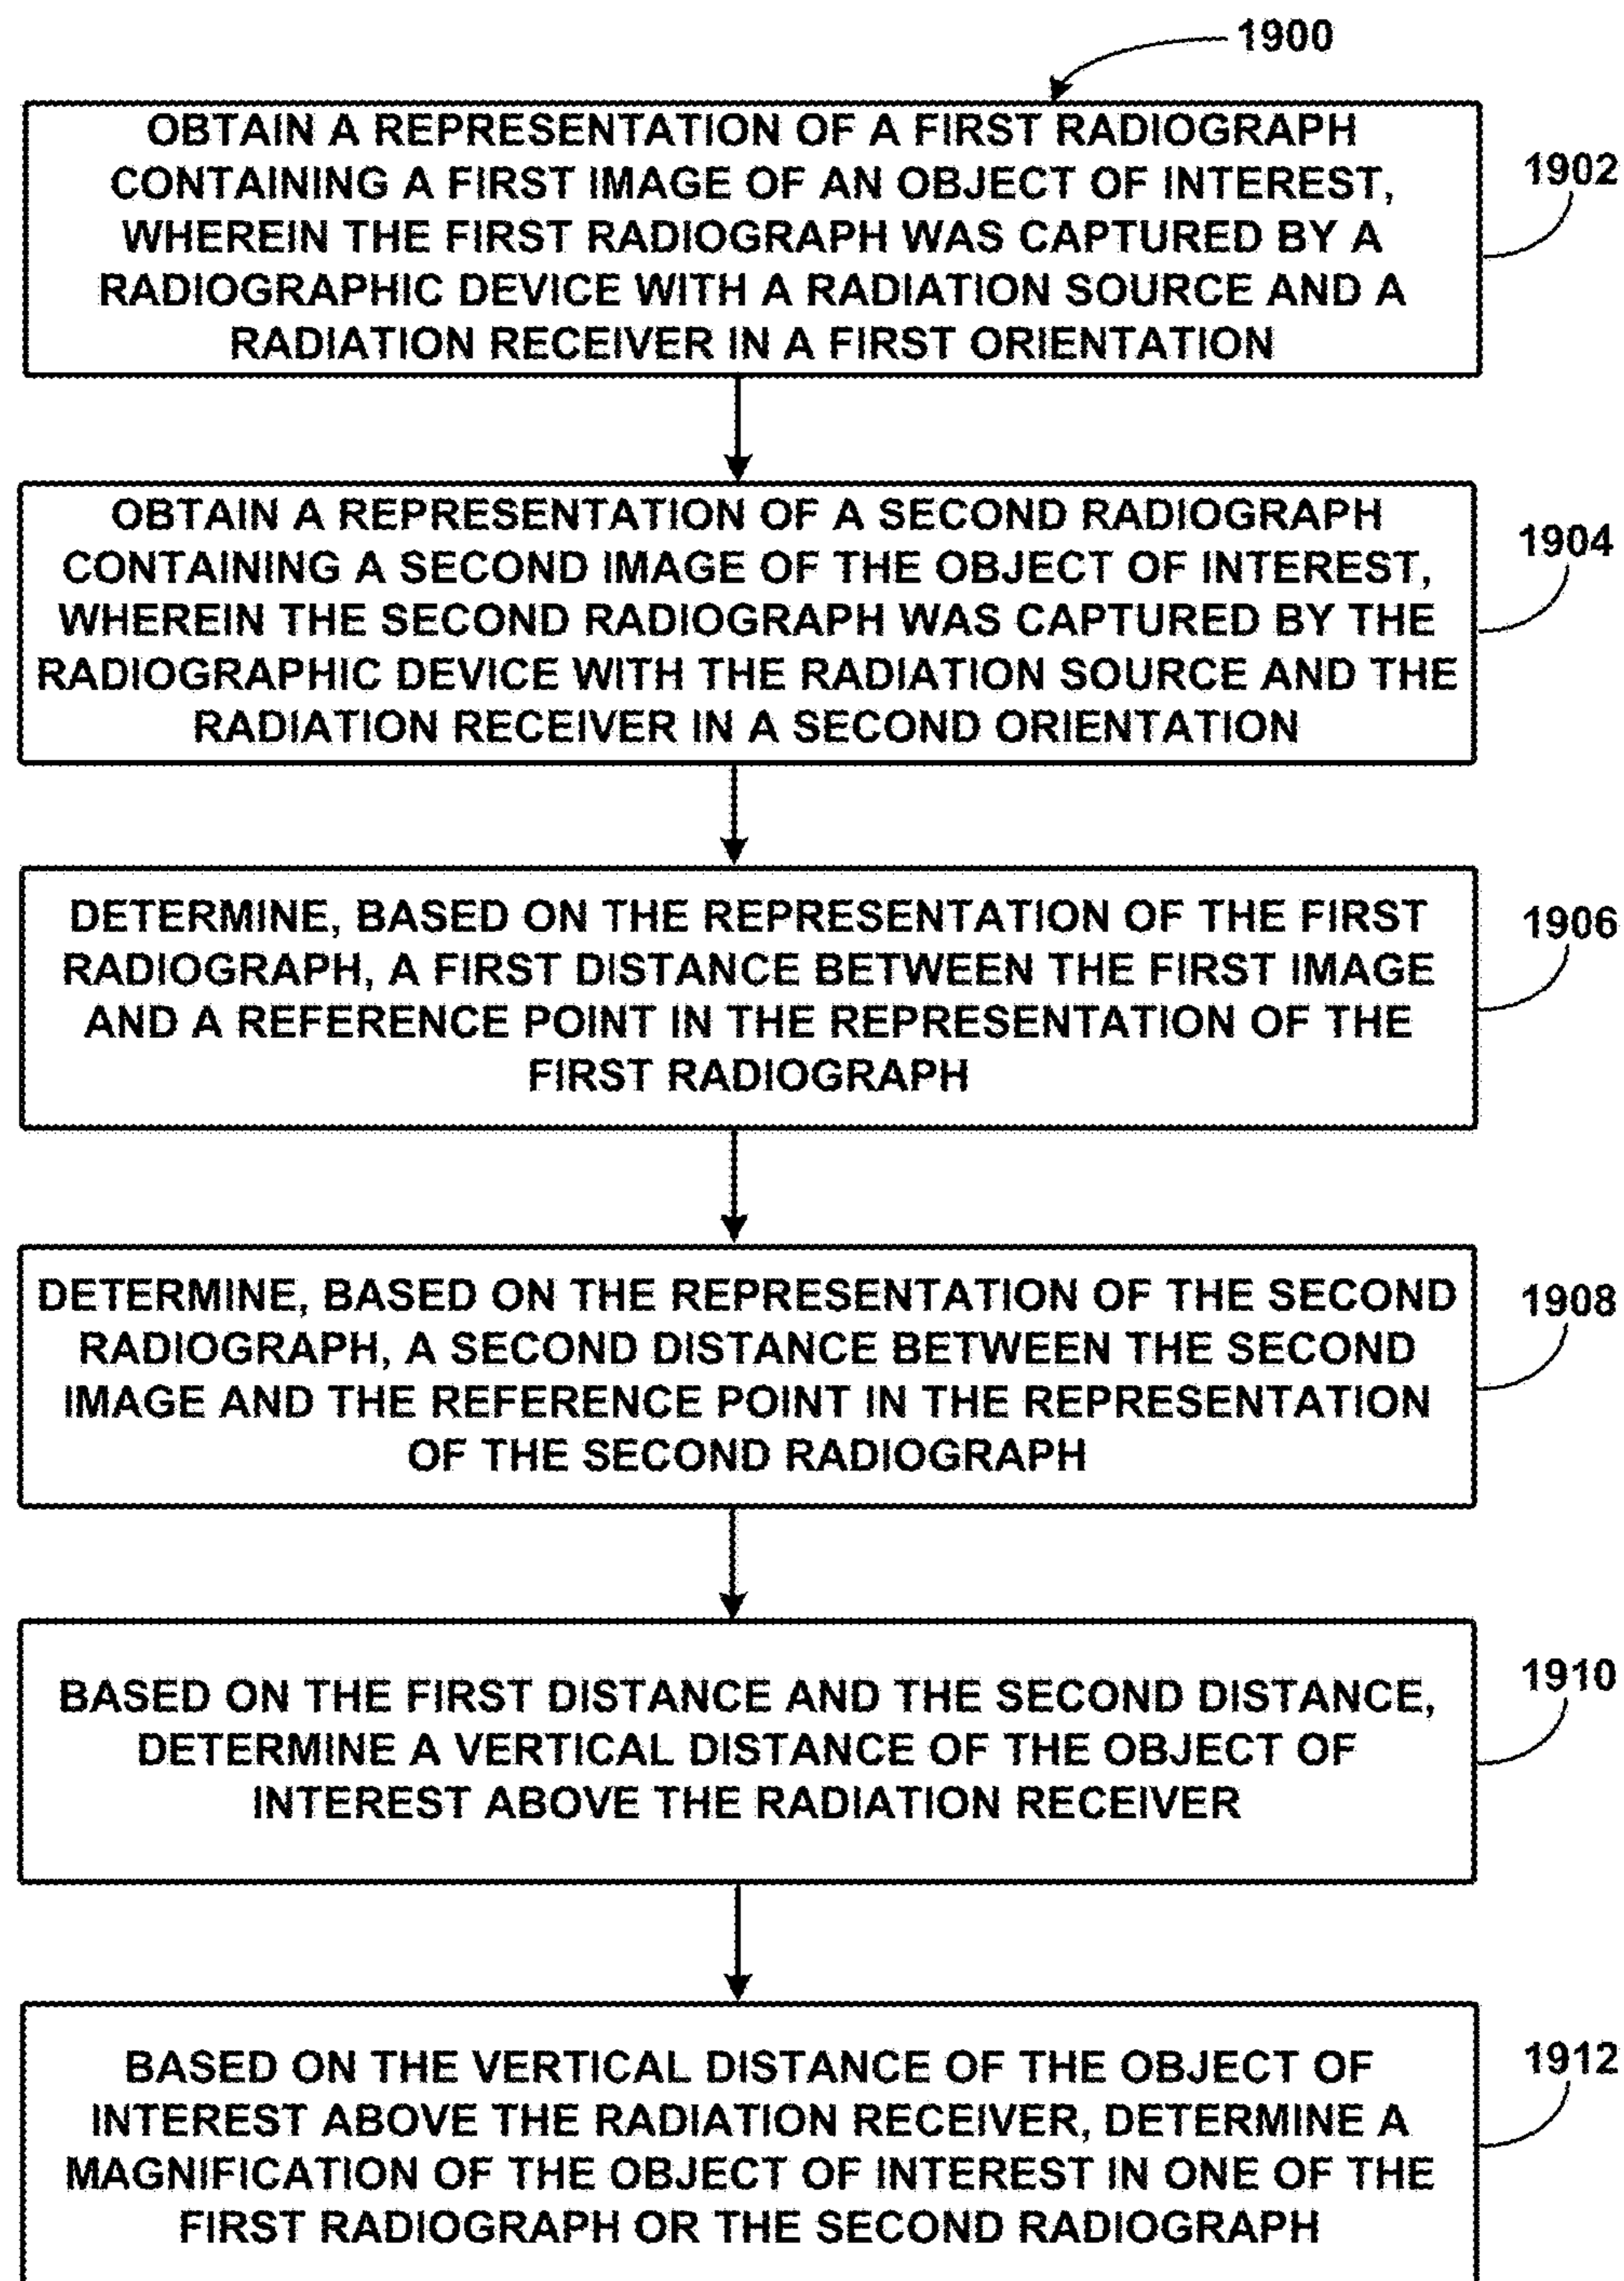 1900
OBTAIN A REPRESENTATION OF A FIRST RADIOGRAPH
CONTAINING A FIRST IMAGE OF AN OBJECT OF INTEREST,
WHEREIN THE FIRST RADIOGRAPH WAS CAPTURED BY A
RADIOGRAPHIC DEVICE WITH A RADIATION SOURCE AND A
RADIATION RECEIVER IN A FIRST ORIENTATION
1902
OBTAIN A REPRESENTATION OF A SECOND RADIOGRAPH
CONTAINING A SECOND IMAGE OF THE OBJECT OF INTEREST,
WHEREIN THE SECOND RADIOGRAPH WAS CAPTURED BY THE
RADIOGRAPHIC DEVICE WITH THE RADIATION SOURCE AND THE
RADIATION RECEIVER IN A SECOND ORIENTATION
1904
DETERMINE, BASED ON THE REPRESENTATION OF THE FIRST
RADIOGRAPH, A FIRST DISTANCE BETWEEN THE FIRST IMAGE
AND A REFERENCE POINT IN THE REPRESENTATION OF THE
FIRST RADIOGRAPH
1906
DETERMINE, BASED ON THE REPRESENTATION OF THE SECOND
RADIOGRAPH, A SECOND DISTANCE BETWEEN THE SECOND
IMAGE AND THE REFERENCE POINT IN THE REPRESENTATION
OF THE SECOND RADIOGRAPH
1908
BASED ON THE FIRST DISTANCE AND THE SECOND DISTANCE,
DETERMINE A VERTICAL DISTANCE OF THE OBJECT OF
INTEREST ABOVE THE RADIATION RECEIVER
1910
BASED ON THE VERTICAL DISTANCE OF THE OBJECT OF
INTEREST ABOVE THE RADIATION RECEIVER, DETERMINE A
MAGNIFICATION OF THE OBJECT OF INTEREST IN ONE OF THE
FIRST RADIOGRAPH OR THE SECOND RADIOGRAPH
1912